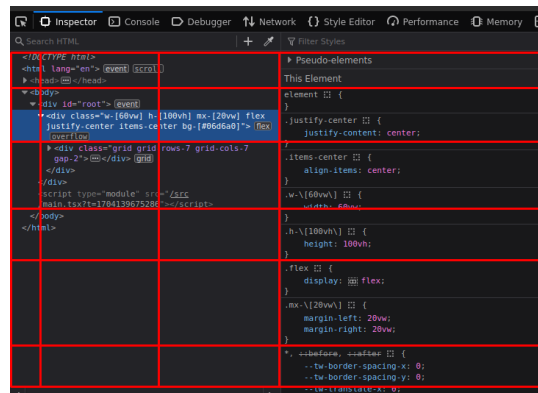 Inspector Console Debugger Network {} Style Editor Performance Memory
Search HTML + Filter Styles
<!DOCTYPE html>
<html lang="en"> event scroll
<head> </head>
<body>
<div id="root"> event
<div class="w-[60vw] h-[100vh] mx-[20vw] flex
justify-center items-center bg-[#06d6a0]"> flex
overflow
<div class="grid grid-rows-7 grid-cols-7
gap-2"> </div> grid
</div>
</div>
<script type="module" src="/src
/main.tsx?t=1704139675286"></script>
</body>
</html>
Pseudo-elements
This Element
element {
}
.justify-center {
justify-content: center;
}
.items-center {
align-items: center;
}
.w-\[60vw\] {
width: 60vw;
}
.h-\[100vh\] {
height: 100vh;
}
.flex {
display: flex;
}
.mx-\[20vw\] {
margin-left: 20vw;
margin-right: 20vw;
}
*, ::before, ::after {
--tw-border-spacing-x: 0;
--tw-border-spacing-y: 0;
--tw-translate-x: 0;